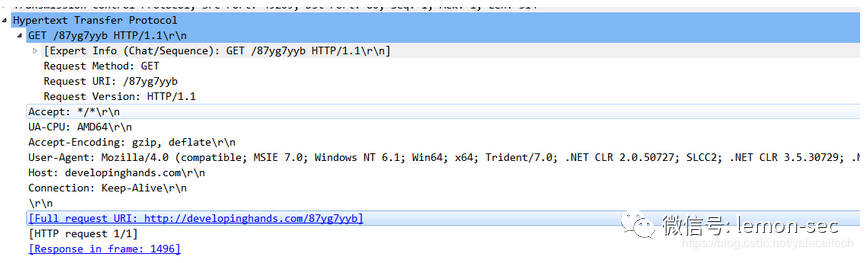 Hypertext Transfer Protocol
GET /87yg7yyb HTTP/1.1\r\n
[Expert Info (Chat/Sequence): GET /87yg7yyb HTTP/1.1\r\n]
Request Method: GET
Request URI: /87yg7yyb
Request Version: HTTP/1.1
Accept: */*\r\n
UA-CPU: AMD64\r\n
Accept-Encoding: gzip, deflate\r\n
User-Agent: Mozilla/4.0 (compatible; MSIE 7.0; Windows NT 6.1; Win64; x64; Trident/7.0; .NET CLR 2.0.50727; SLCC2; .NET CLR 3.5.30729; .
Host: developinghands.com\r\n
Connection: Keep-Alive\r\n
\r\n
[Full request URI: http://developinghands.com/87yg7yyb]
[HTTP request 1/1]
[Response in frame: 1496]
微信号: lemon-sec
https://blog.csdn.net/yalecaltech